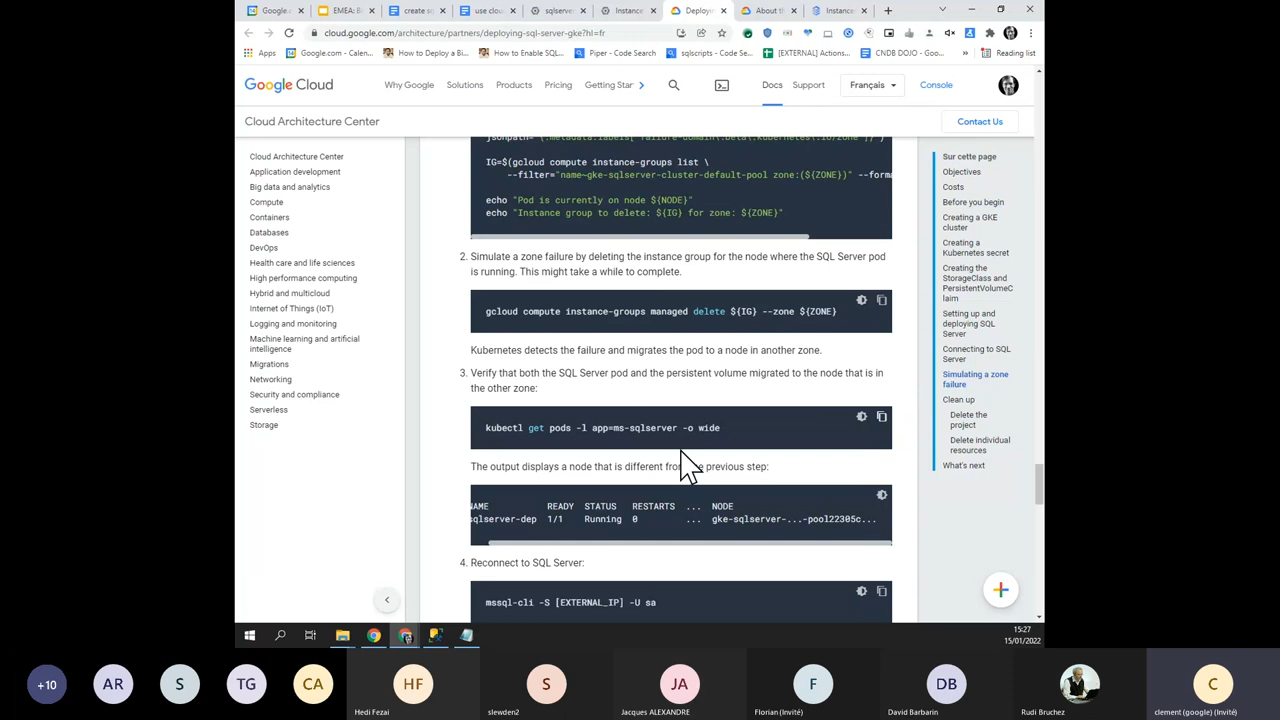 Google.c
EMEA: B
create s
use clou
sqlserver
Instance
Deployin
About th
Instance
cloud.google.com/architecture/partners/deploying-sql-server-gke?hl=fr
Apps
Google.com - Calen...
How to Deploy a Bi...
How to Enable SQL...
Piper - Code Search
sqlscripts - Code Se...
[EXTERNAL] Actions...
CNDB DOJO - Goo...
»
Reading list
Google Cloud
Why Google
Solutions
Products
Pricing
Getting Star
Docs
Support
Français
Console
Cloud Architecture Center
Contact Us
Cloud Architecture Center
Application development
Big data and analytics
Compute
Containers
Databases
DevOps
Health care and life sciences
High performance computing
Hybrid and multicloud
Internet of Things (IoT)
Logging and monitoring
Machine learning and artificial
intelligence
Migrations
Networking
Security and compliance
Serverless
Storage
IG=$(gcloud compute instance-groups list \
--filter="name~gke-sqlserver-cluster-default-pool zone:(${ZONE})" --forma
echo "Pod is currently on node ${NODE}"
echo "Instance group to delete: ${IG} for zone: ${ZONE}"
2. Simulate a zone failure by deleting the instance group for the node where the SQL Server pod
is running. This might take a while to complete.
gcloud compute instance-groups managed delete ${IG} --zone ${ZONE}
Kubernetes detects the failure and migrates the pod to a node in another zone.
3. Verify that both the SQL Server pod and the persistent volume migrated to the node that is in
the other zone:
kubectl get pods -l app=ms-sqlserver -o wide
The output displays a node that is different previous step:
NAME READY STATUS RESTARTS ... NODE
sqlserver-dep 1/1 Running 0 ... gke-sqlserver-...-pool22305c...
4. Reconnect to SQL Server:
mssql-cli -S [EXTERNAL_IP] -U sa
Sur cette page
Objectives
Costs
Before you begin
Creating a GKE
cluster
Creating a
Kubernetes secret
Creating the
StorageClass and
PersistentVolumeC
laim
Setting up and
deploying SQL
Server
Connecting to SQL
Server
Simulating a zone
failure
Clean up
Delete the
project
Delete individual
resources
What's next
15:27
15/01/2022
+10
AR
S
TG
CA
HF
S
JA
F
DB
C
Hedi Fezai
slewden2
Jacques ALEXANDRE
Florian (Invité)
David Barbarin
Rudi Bruchez
clement (google) (Invité)